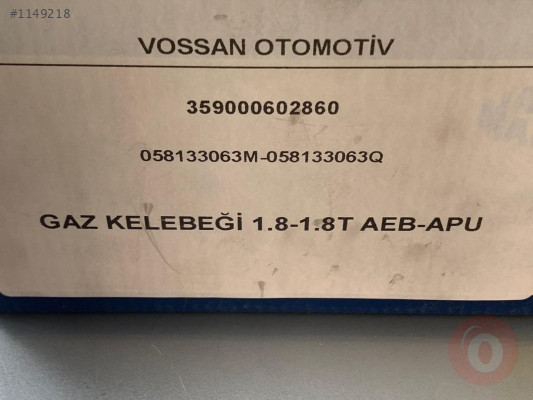 #1149218
VOSSAN OTOMOTİV
359000602860
058133063M-058133063Q
GAZ KELEBEĞİ 1.8-1.8T AEB-APU